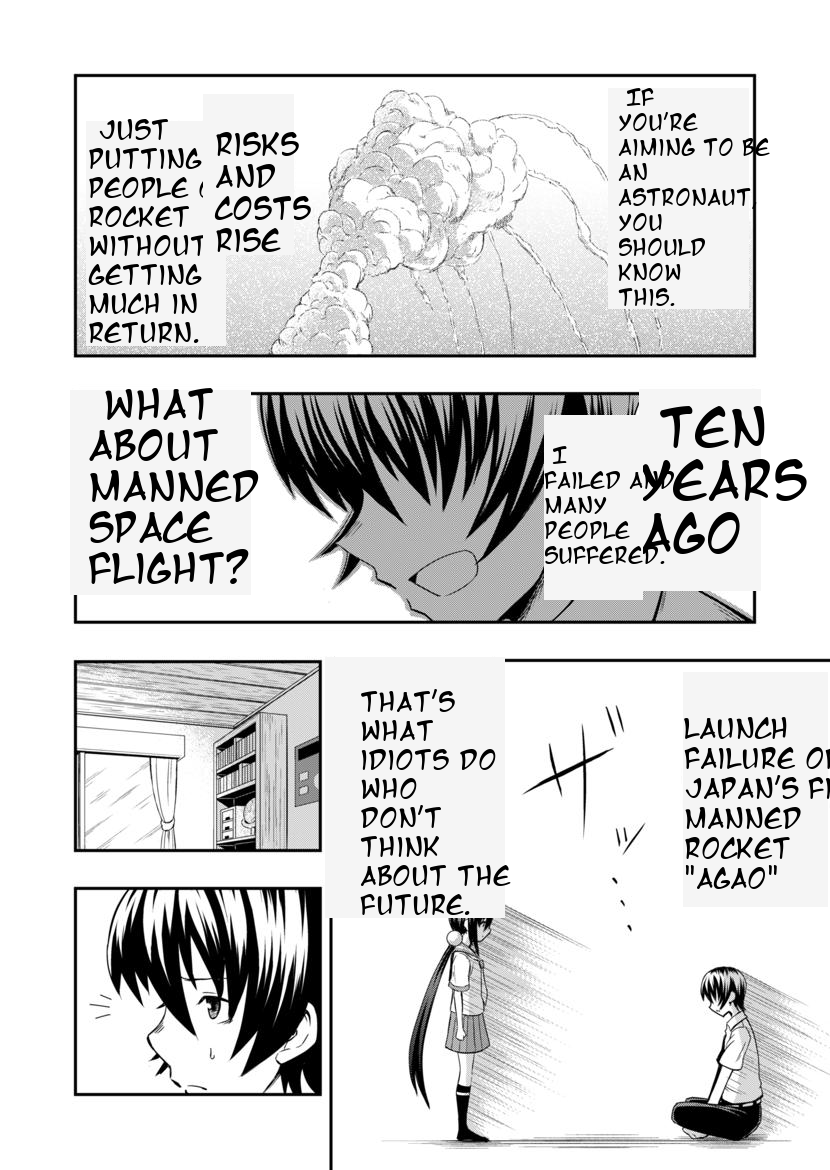 IF
YOU'RE
AIMING TO BE
AN
ASTRONAUT,
YOU
SHOULD
KNOW
THIS.
RISKS
AND
COSTS
RISE
JUST
PUTTING
PEOPLE
ROCKET
WITHOUT
GETTING
MUCH IN
RETURN.
TEN
YEARS
AGO
I
FAILED AND
MANY
PEOPLE
SUFFERED.
WHAT
ABOUT
MANNED
SPACE
FLIGHT?
LAUNCH
FAILURE
JAPAN'S
MANNED
ROCKET
"AGAO"
THAT'S
WHAT
IDIOTS DO
WHO
DON'T
THINK
ABOUT THE
FUTURE.
サッ